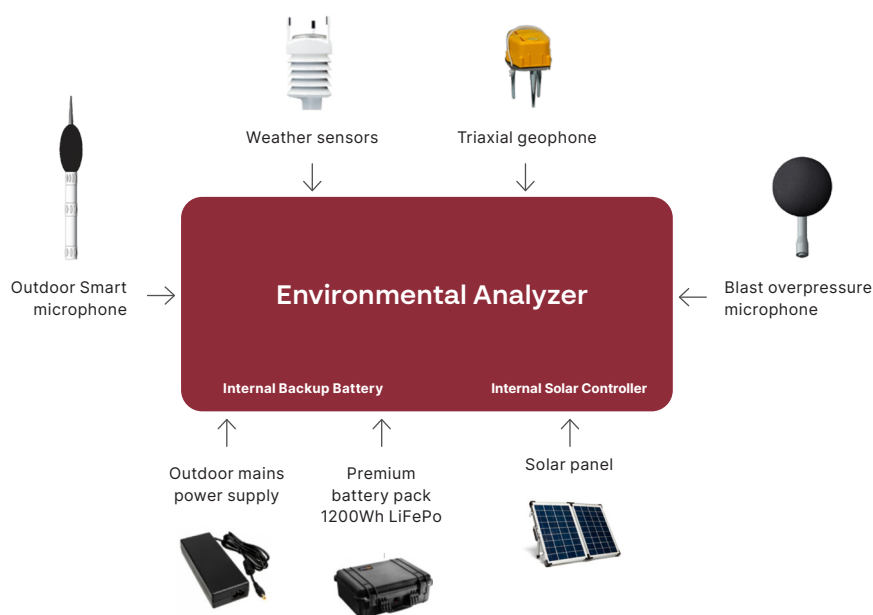 Weather sensors
Triaxial geophone
Outdoor Smart
microphone
Environmental Analyzer
Blast overpressure
microphone
Internal Backup Battery
Internal Solar Controller
Outdoor mains
power supply
Premium
battery pack
1200Wh LiFePo
Solar panel